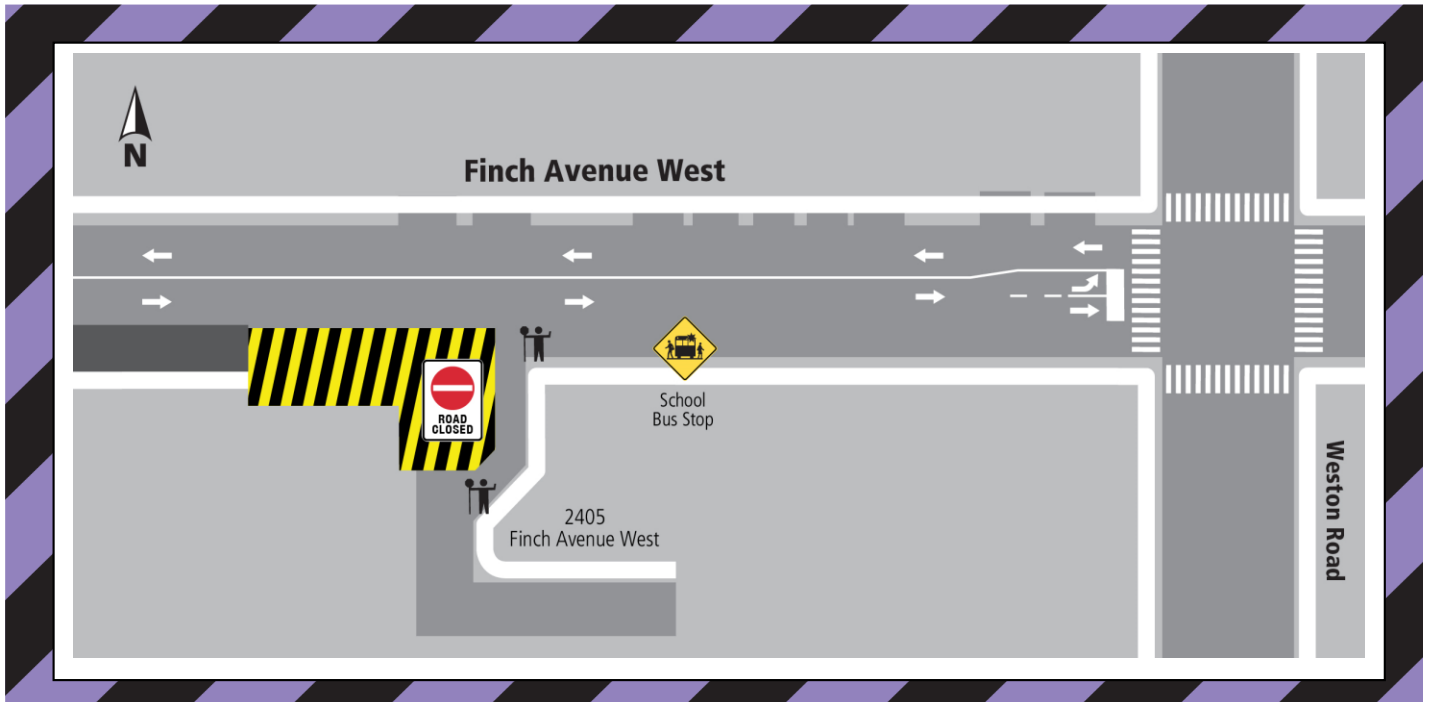 N
Finch Avenue West
ROAD
CLOSED
School
Bus Stop
2405
Finch Avenue West
Weston Road